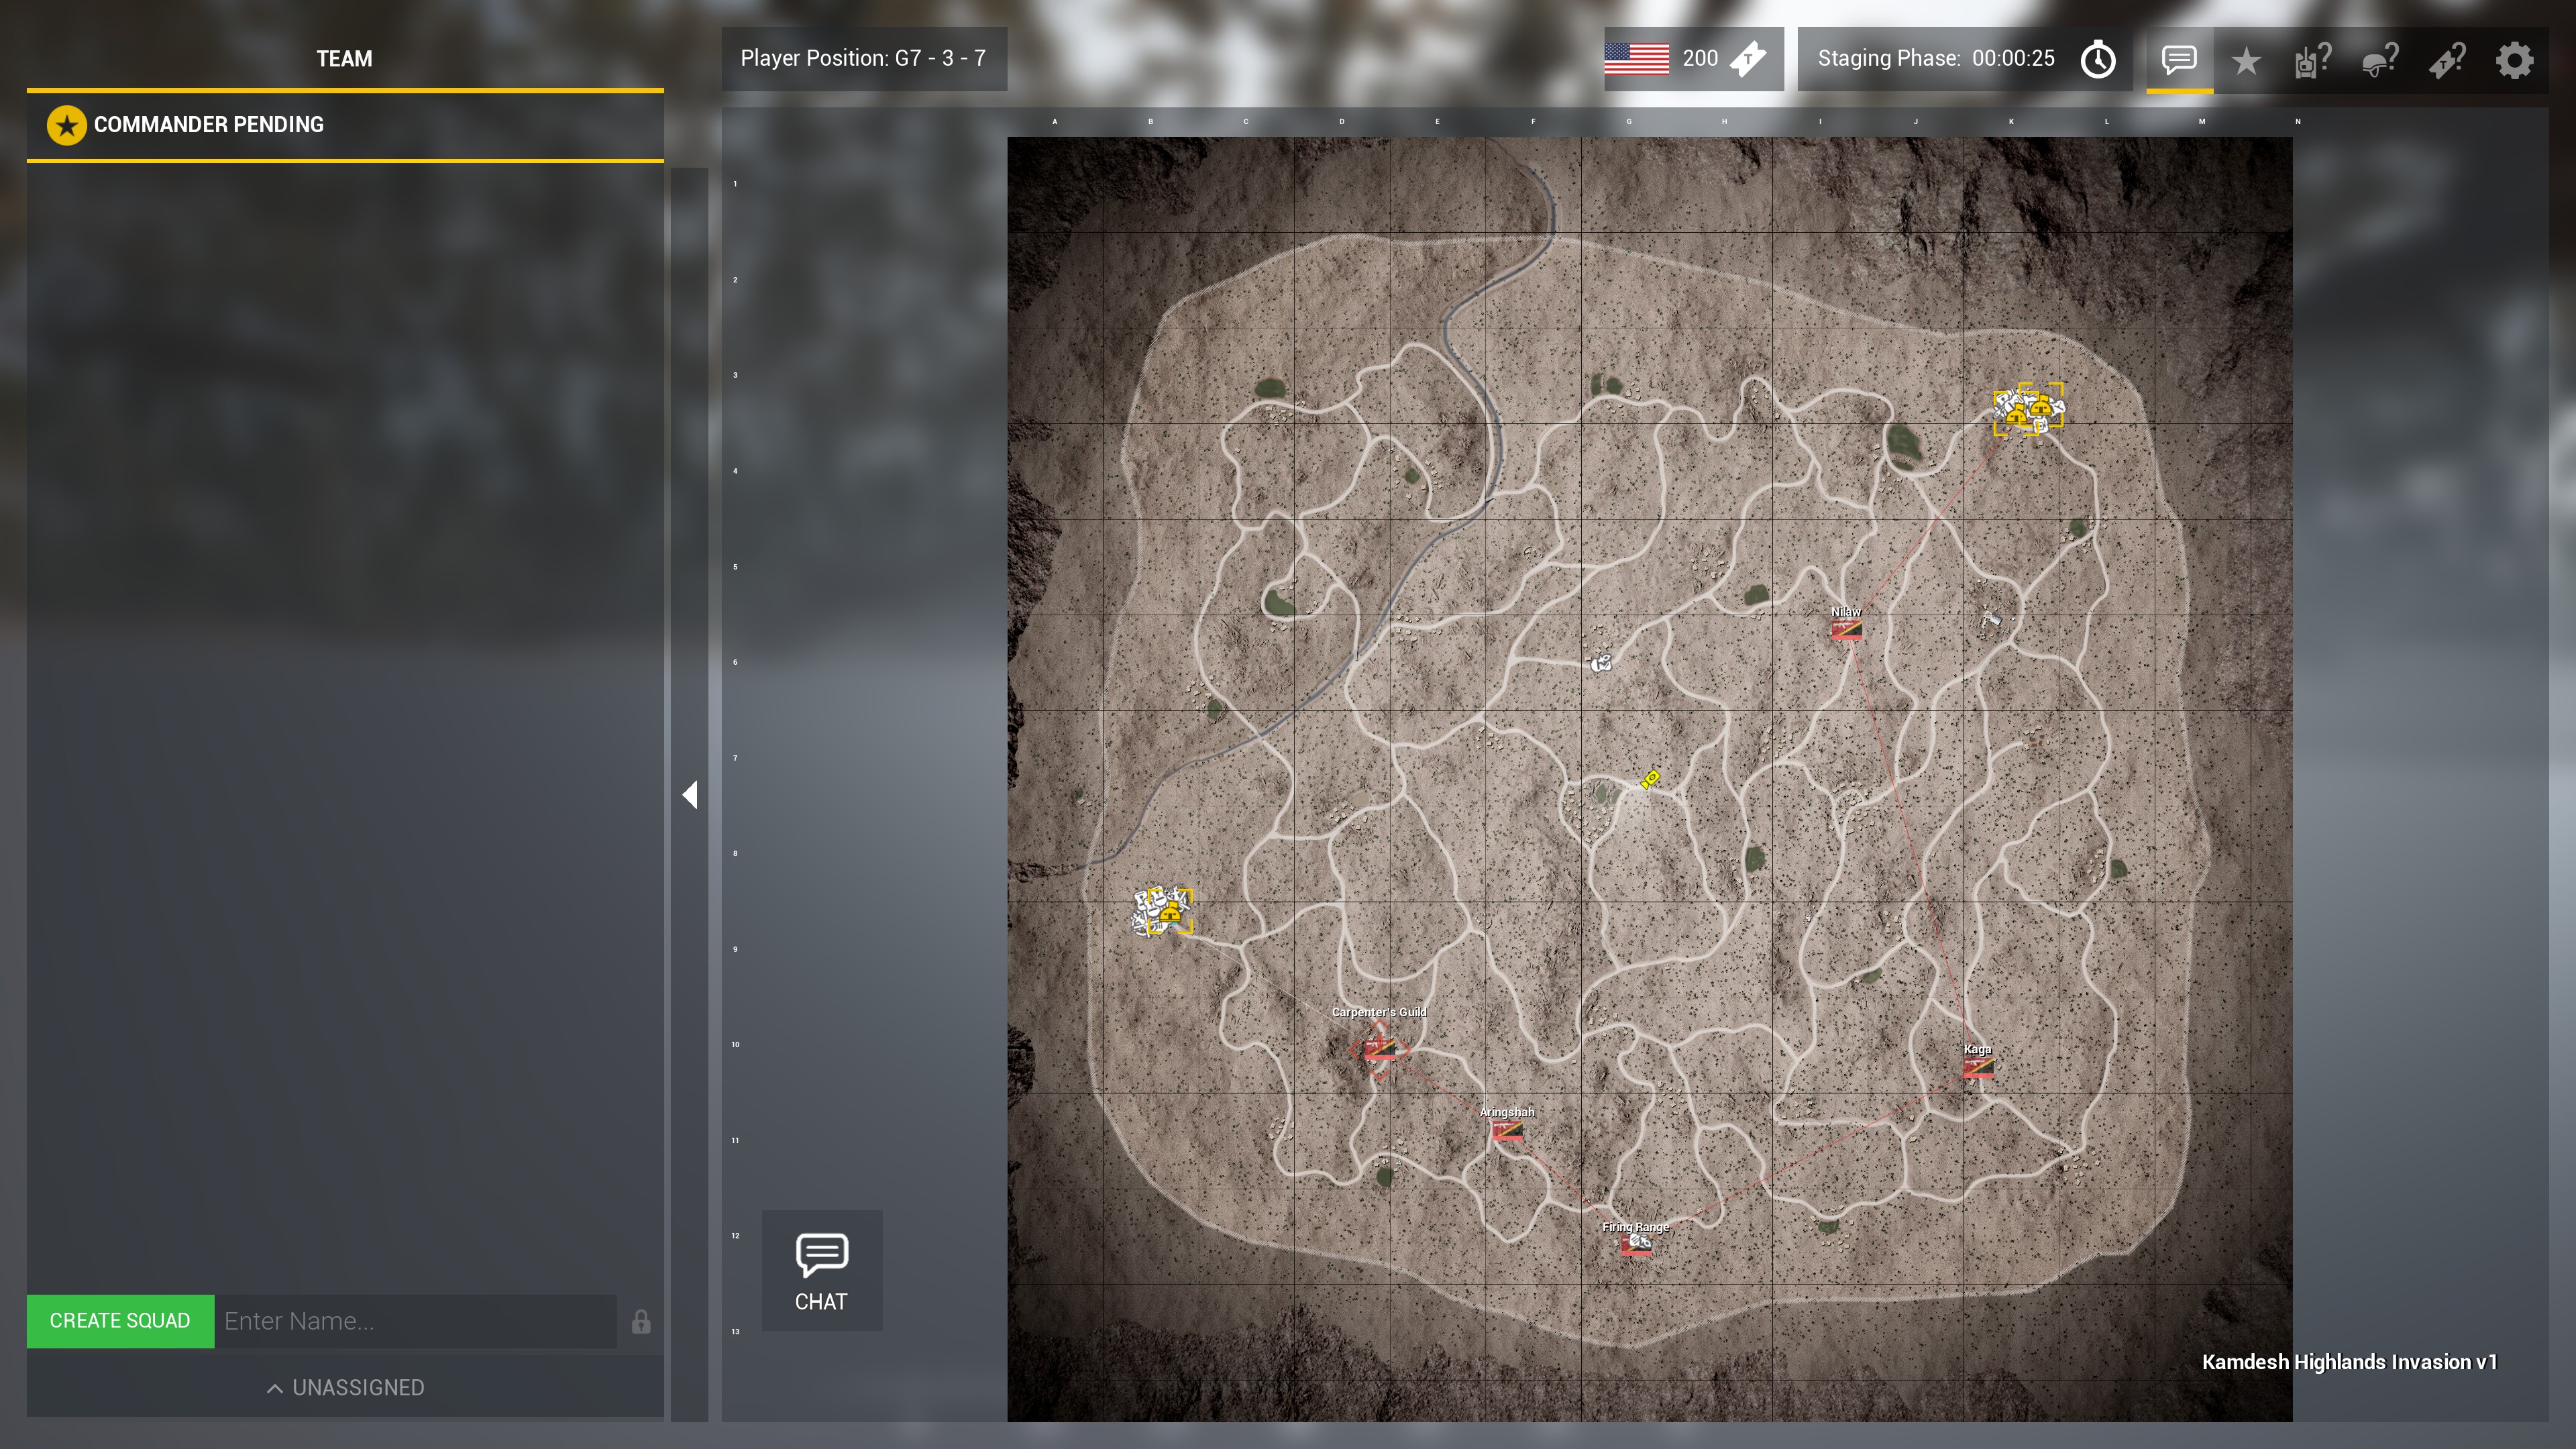 TEAM
Player Position: G7 - 3 - 7
200
T
Staging Phase: 00:00:25
?
?
T?
COMMANDER PENDING
A B C D E F G H I J K L M N
1
2
3
4
5
6
7
8
9
10
11
12
13
Nilaw
Carpenter's Guild
Kaga
Aringshah
Firing Range
CHAT
CREATE SQUAD
Enter Name...
UNASSIGNED
Kamdesh Highlands Invasion v1